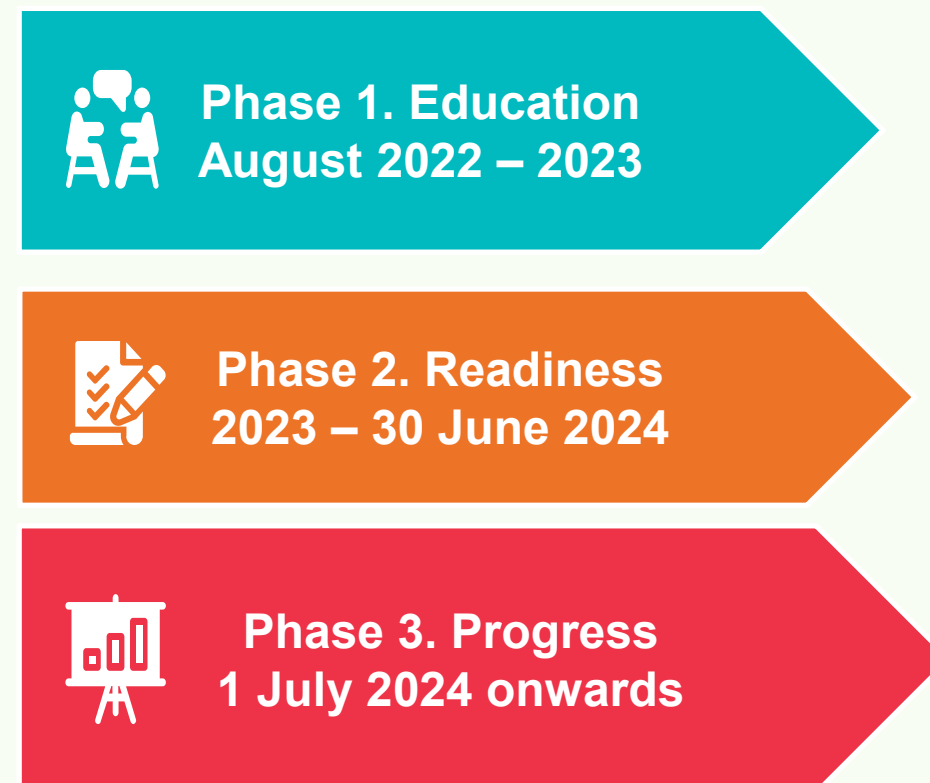 Phase 1. Education
August 2022 – 2023
Phase 2. Readiness
2023 – 30 June 2024
Phase 3. Progress
1 July 2024 onwards